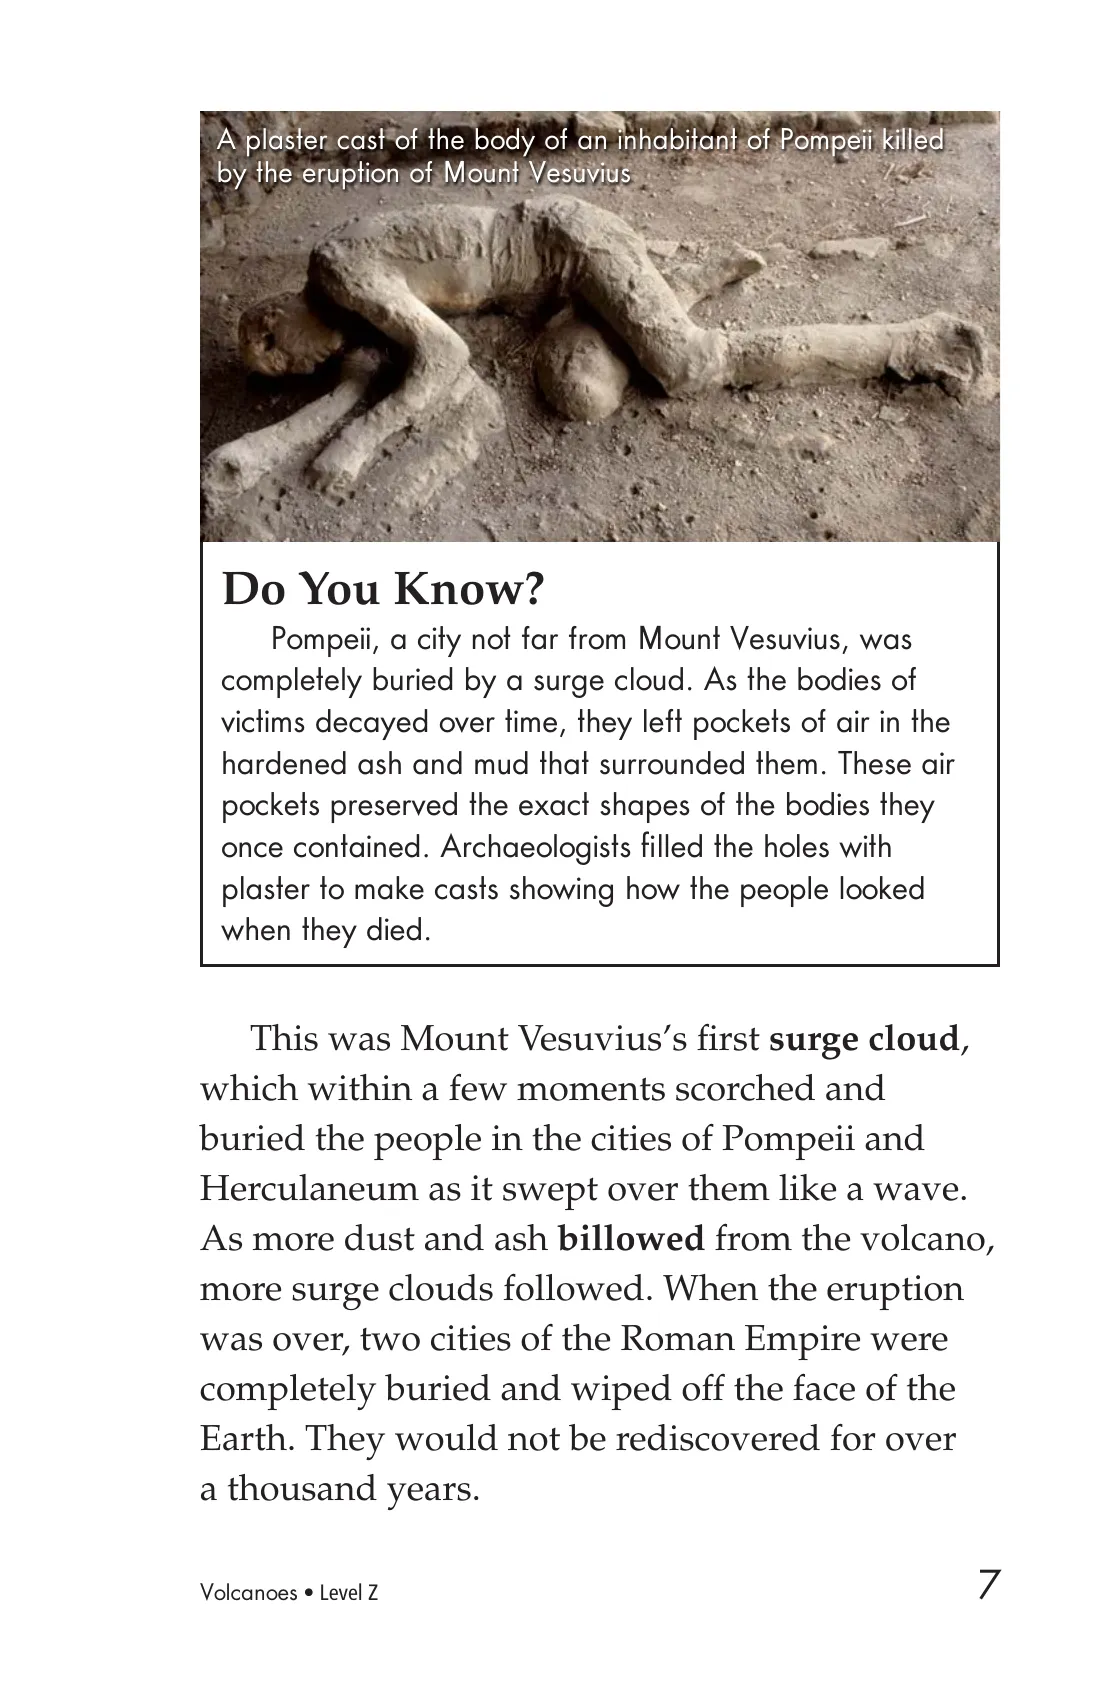 A plaster cast of the body of an inhabitant of Pompeii killed
by the eruption of Mount Vesuvius
Do You Know?
Pompeii, a city not far from Mount Vesuvius, was
completely buried by a surge cloud. As the bodies of
victims decayed over time, they left pockets of air in the
hardened ash and mud that surrounded them. These air
pockets preserved the exact shapes of the bodies they
once contained. Archaeologists filled the holes with
plaster to make casts showing how the people looked
when they died.
This was Mount Vesuvius’s first surge cloud,
which within a few moments scorched and
buried the people in the cities of Pompeii and
Herculaneum as it swept over them like a wave.
As more dust and ash billowed from the volcano,
more surge clouds followed. When the eruption
was over, two cities of the Roman Empire were
completely buried and wiped off the face of the
Earth. They would not be rediscovered for over
a thousand years.
Volcanoes • Level Z
7